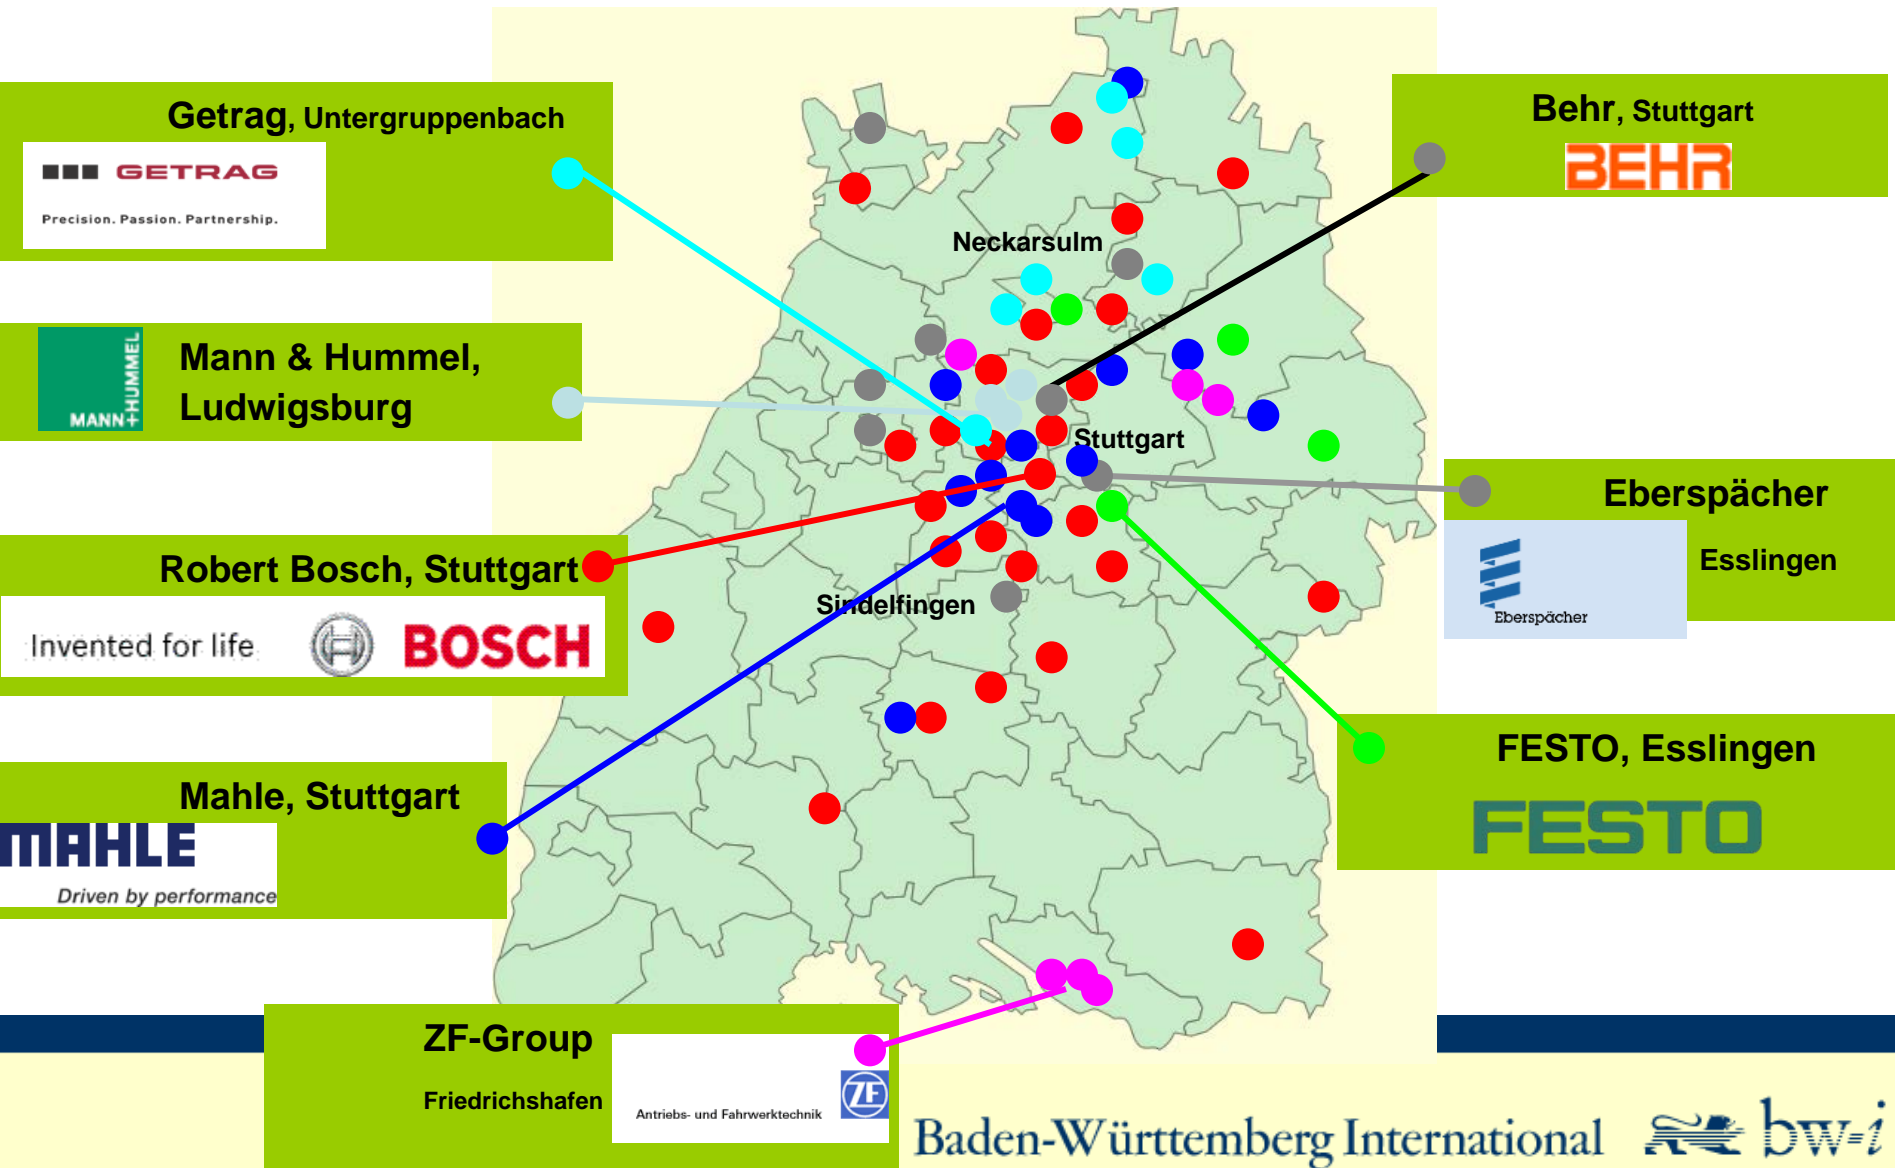 Getrag, Untergruppenbach
GETRAG
Precision. Passion. Partnership.
Behr, Stuttgart
BEHR
Neckarsulm
MANN+HUMMEL
Mann & Hummel,
Ludwigsburg
Stuttgart
Eberspächer
Esslingen
Eberspächer
Robert Bosch, Stuttgart
Invented for life
BOSCH
Sindelfingen
FESTO, Esslingen
FESTO
Mahle, Stuttgart
MAHLE
Driven by performance
ZF-Group
Friedrichshafen
Antriebs- und Fahrwerktechnik
ZF
Baden-Württemberg International
bw-i